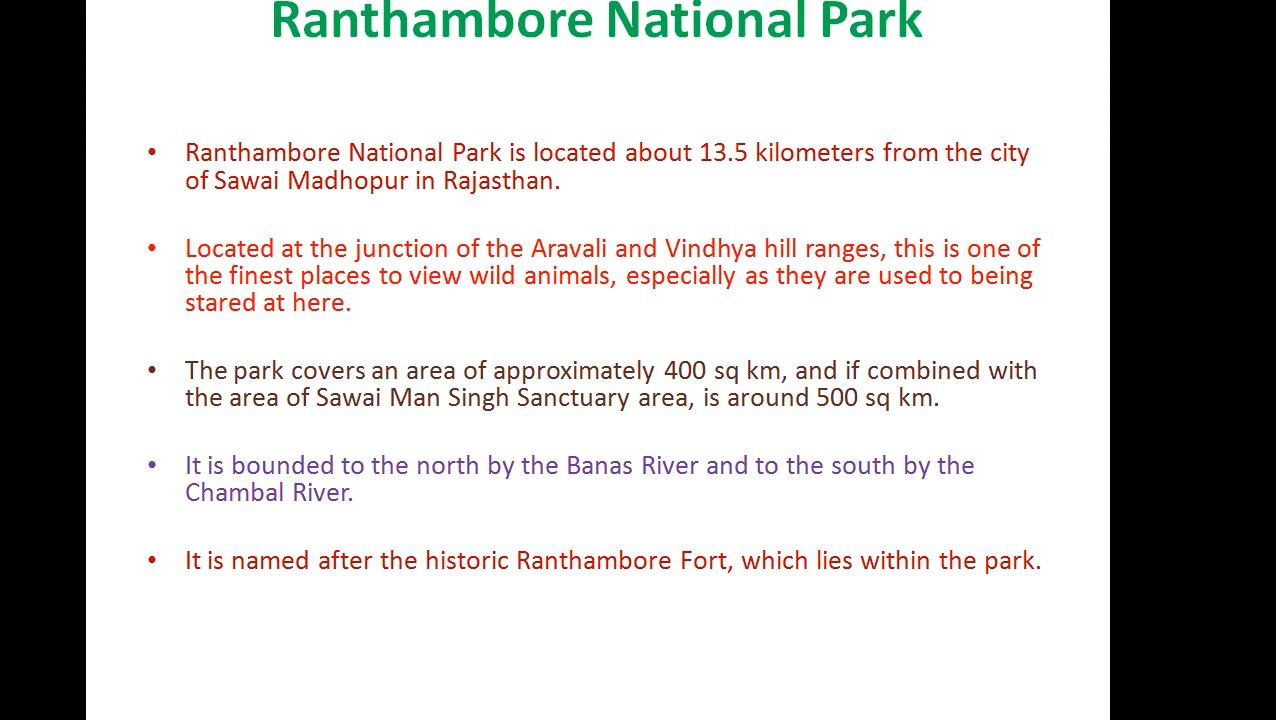 Ranthambore National Park
• Ranthambore National Park is located about 13.5 kilometers from the city
of Sawai Madhopur in Rajasthan.
• Located at the junction of the Aravali and Vindhya hill ranges, this is one of
the finest places to view wild animals, especially as they are used to being
stared at here.
• The park covers an area of approximately 400 sq km, and if combined with
the area of Sawai Man Singh Sanctuary area, is around 500 sq km.
• It is bounded to the north by the Banas River and to the south by the
Chambal River.
• It is named after the historic Ranthambore Fort, which lies within the park.